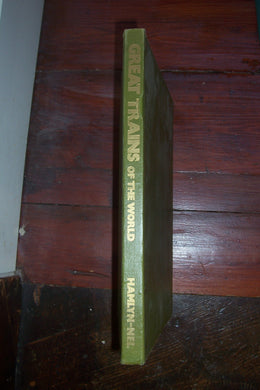 GREAT TRAINS
OF THE WORLD
HAMLYN-NEL